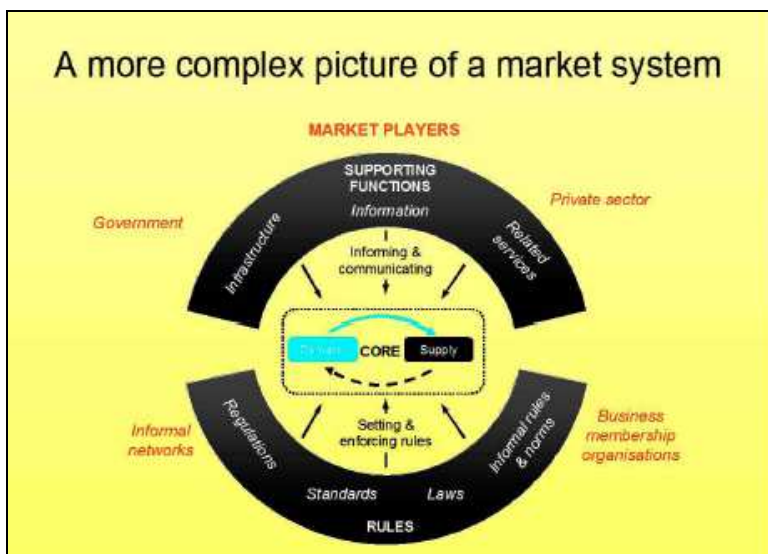 A more complex picture of a market system
MARKET PLAYERS
SUPPORTING
FUNCTIONS
Information
Government
Private sector
Infrastructure
Related
services
Informing &
communicating
CORE
Supply
Setting &
enforcing rules
Informal
networks
Regulations
Informal rules
& norms
Business
membership
organisations
Standards
Laws
RULES